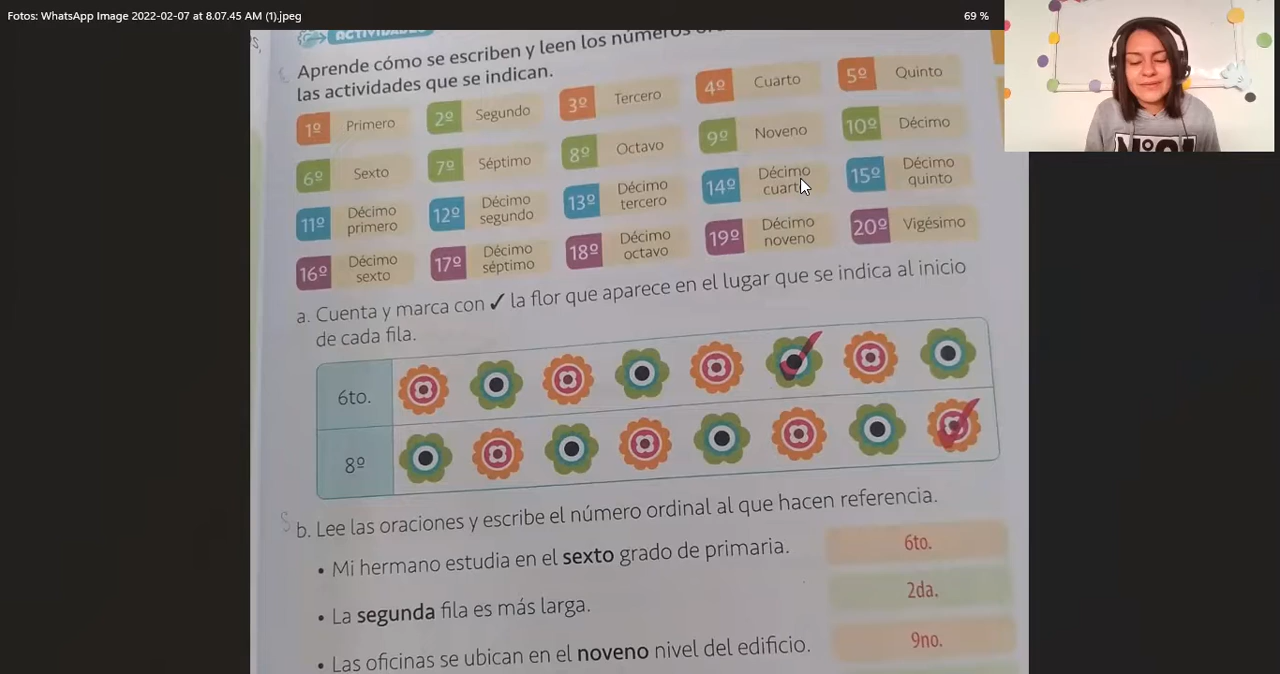 Fotos: WhatsApp Image 2022-02-07 at 8.07.45 AM (1).jpeg
69 %
Aprende cómo se escriben y leen los números
las actividades que se indican.
1º Primero
2º Segundo
3º Tercero
4º Cuarto
5º Quinto
6º Sexto
7º Séptimo
8º Octavo
9º Noveno
10º Décimo
11º Décimo
primero
12º Décimo
segundo
13º Décimo
tercero
14º Décimo
cuarto
15º Décimo
quinto
16º Décimo
sexto
17º Décimo
séptimo
18º Décimo
octavo
19º Décimo
noveno
20º Vigésimo
a. Cuenta y marca con ✓ la flor que aparece en el lugar que se indica al inicio
de cada fila.
6to.
8º
b. Lee las oraciones y escribe el número ordinal al que hacen referencia.
• Mi hermano estudia en el sexto grado de primaria. 6to.
• La segunda fila es más larga. 2da.
• Las oficinas se ubican en el noveno nivel del edificio. 9no.